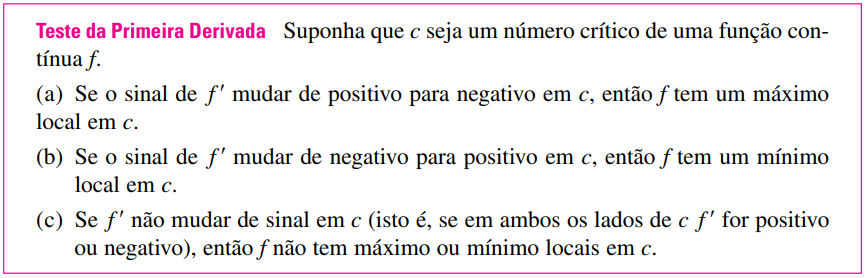 Teste da Primeira Derivada Suponha que c seja um número crítico de uma função con-
tínua f.
(a) Se o sinal de f′ mudar de positivo para negativo em c, então f tem um máximo
local em c.
(b) Se o sinal de f′ mudar de negativo para positivo em c, então f tem um mínimo
local em c.
(c) Se f′ não mudar de sinal em c (isto é, se em ambos os lados de c f′ for positivo
ou negativo), então f não tem máximo ou mínimo locais em c.